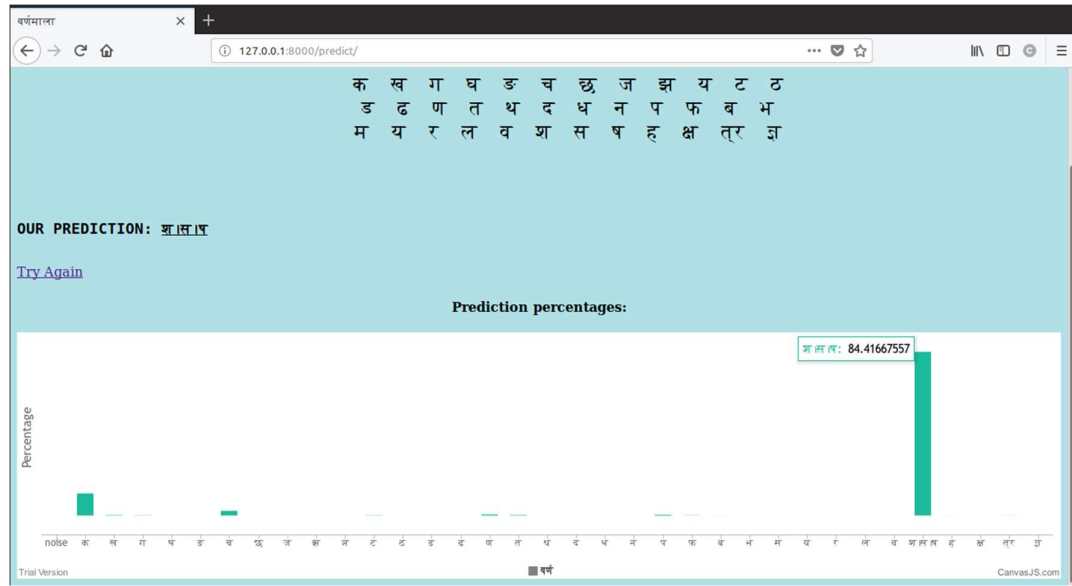 वर्णमाला
127.0.0.1:8000/predict/
क ख ग घ ङ च छ ज झ य ट ठ
ड ढ ण त थ द ध न प फ ब भ
म य र ल व श स ष ह क्ष त्र ज्ञ
OUR PREDICTION: श।स।ष
Try Again
Prediction percentages:
श।स।ष: 84.41667557
Percentage
noise क ख ग घ ङ च छ ज झ ञ ट ठ ड ढ ण त थ द ध न प फ ब भ म य र ल व श।स।ष ह क्ष त्र ज्ञ
वर्ण
Trial Version
CanvasJS.com